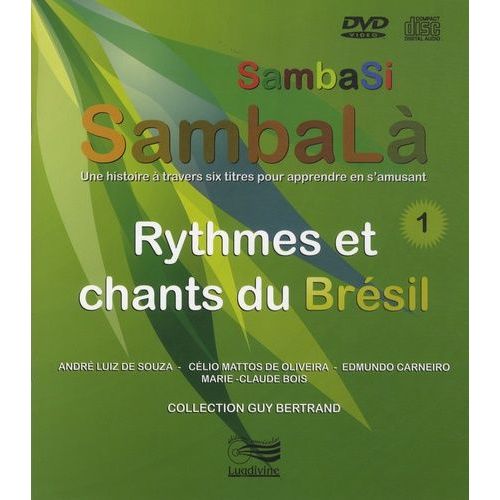 DVD
VIDEO
COMPACT
disc
DIGITAL AUDIO
SambaSi
SambaLà
Une histoire à travers six titres pour apprendre en s'amusant
1
Rythmes et
chants du Brésil
ANDRÉ LUIZ DE SOUZA - CÉLIO MATTOS DE OLIVEIRA - EDMUNDO CARNEIRO
MARIE -CLAUDE BOIS
COLLECTION GUY BERTRAND
Lugdivine